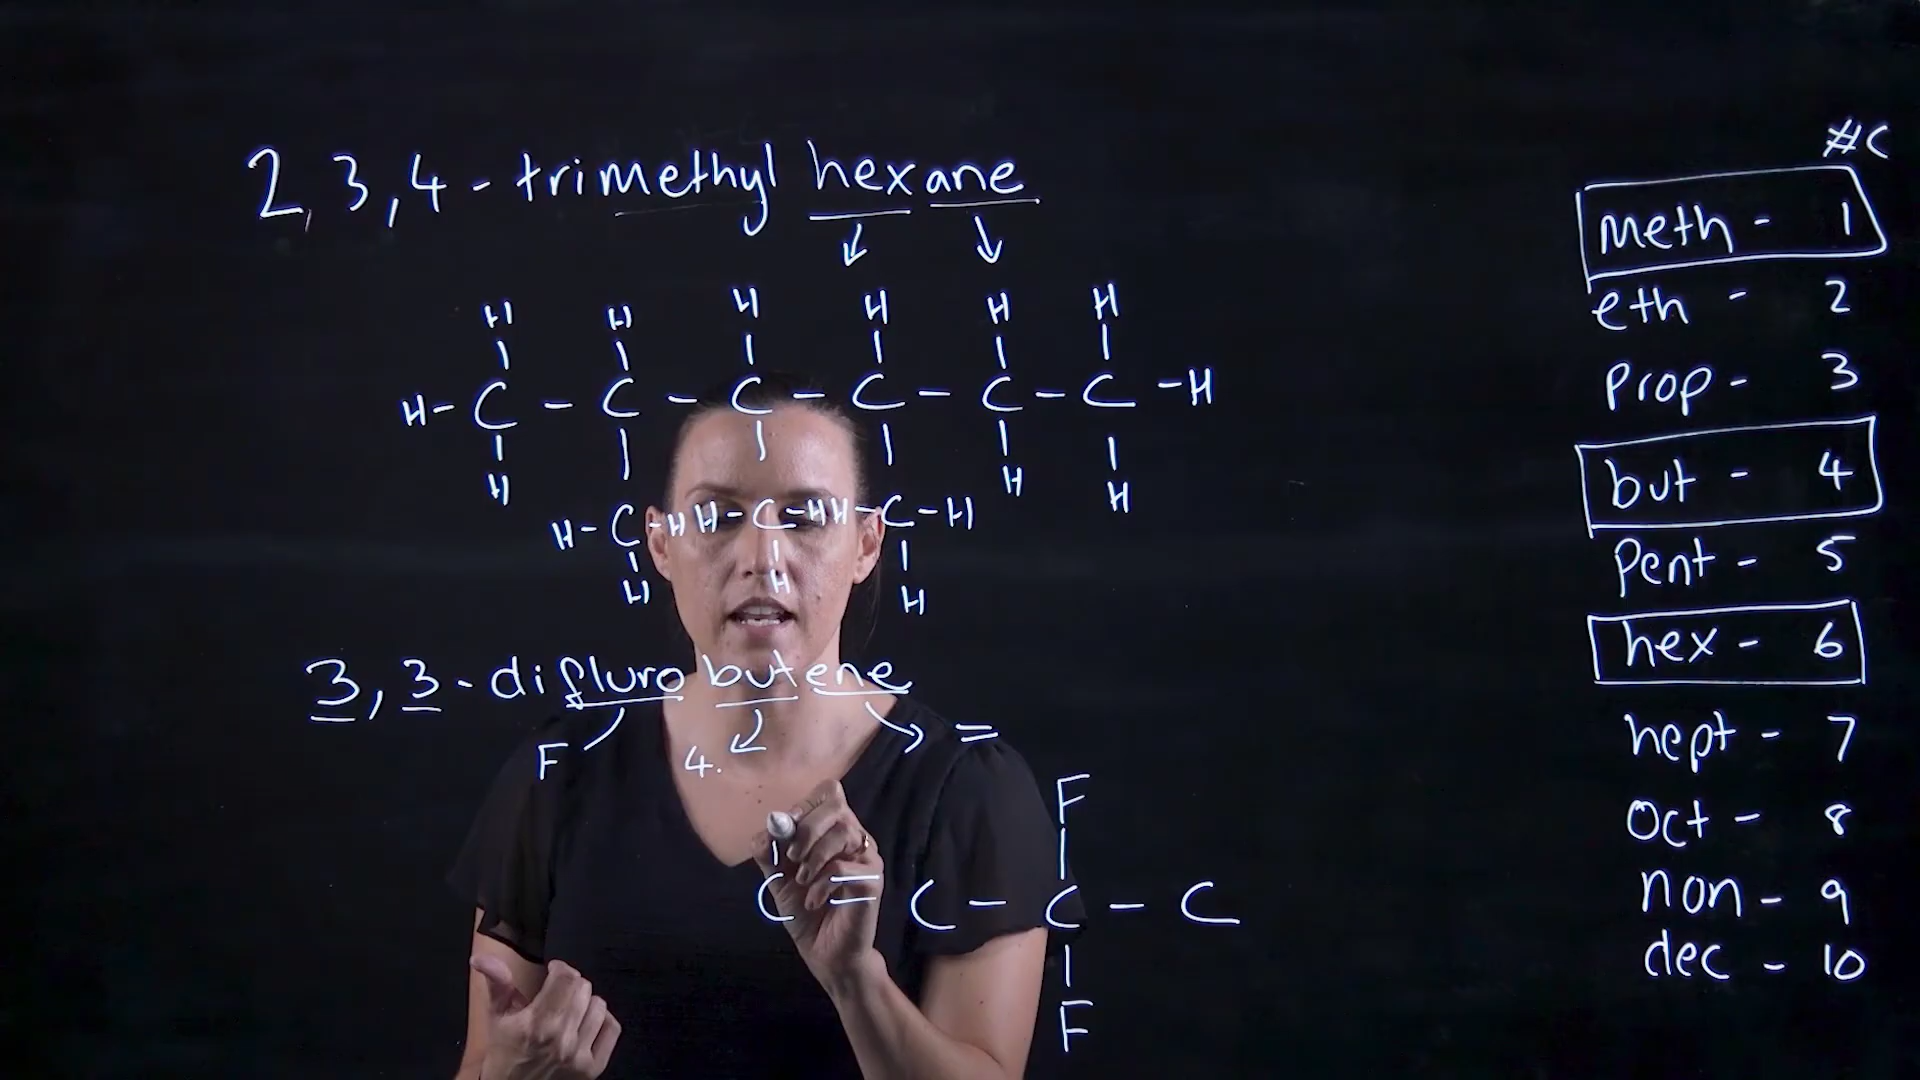 2,3,4-trimethyl hexane
H H H H H H
H-C-C-C-C-C-C-H
H H H
H-C-H H-C-H H-C-H
H H H
3,3-difluro butene
F 4. =
F
C=C-C-C
F
#C
meth - 1
eth - 2
prop - 3
but - 4
pent - 5
hex - 6
hept - 7
oct - 8
non - 9
dec - 10